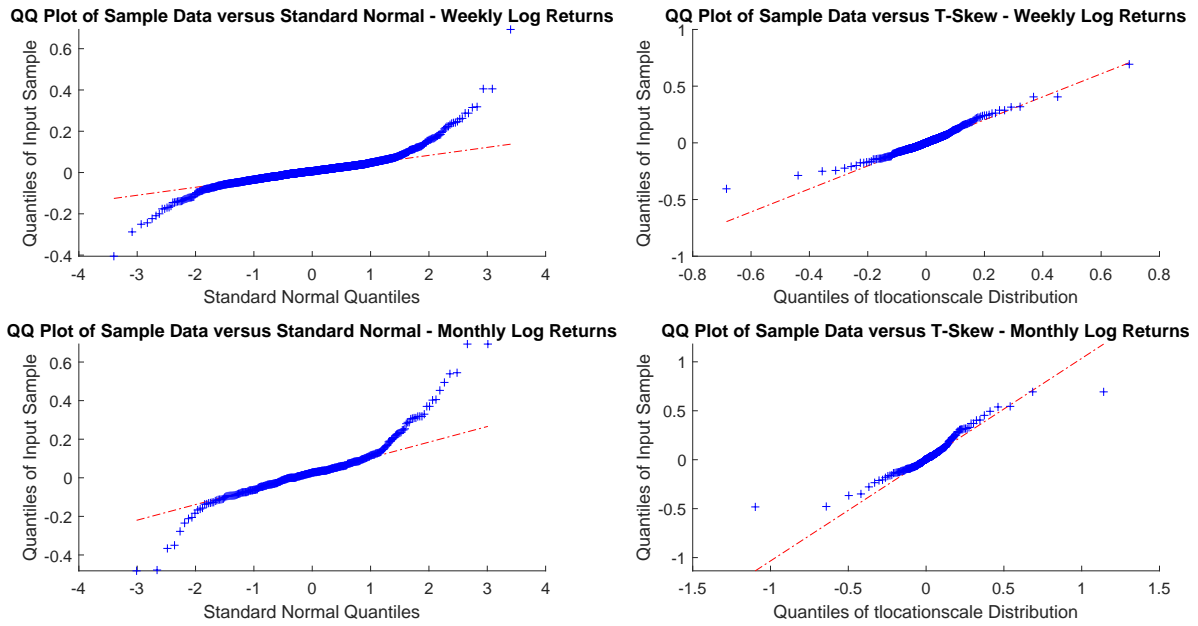 QQ Plot of Sample Data versus Standard Normal - Weekly Log Returns
Quantiles of Input Sample
0.6
0.4
0.2
0
-0.2
-0.4
-4 -3 -2 -1 0 1 2 3 4
Standard Normal Quantiles
QQ Plot of Sample Data versus T-Skew - Weekly Log Returns
Quantiles of Input Sample
1
0.5
0
-0.5
-1
-0.8 -0.6 -0.4 -0.2 0 0.2 0.4 0.6 0.8
Quantiles of tlocationscale Distribution
QQ Plot of Sample Data versus Standard Normal - Monthly Log Returns
Quantiles of Input Sample
0.6
0.4
0.2
0
-0.2
-0.4
-4 -3 -2 -1 0 1 2 3 4
Standard Normal Quantiles
QQ Plot of Sample Data versus T-Skew - Monthly Log Returns
Quantiles of Input Sample
1
0.5
0
-0.5
-1
-1.5 -1 -0.5 0 0.5 1 1.5
Quantiles of tlocationscale Distribution